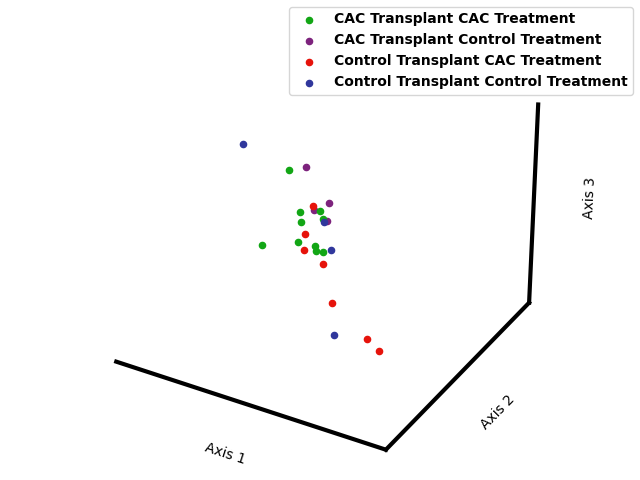 CAC Transplant CAC Treatment
CAC Transplant Control Treatment
Control Transplant CAC Treatment
Control Transplant Control Treatment
Axis 3
Axis 2
Axis 1